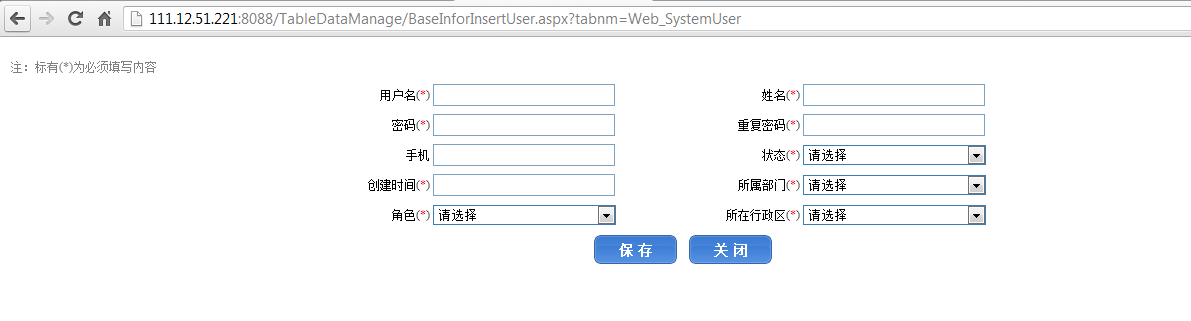 111.12.51.221:8088/TableDataManage/BaseInforInsertUser.aspx?tabnm=Web_SystemUser
注：标有(*)为必须填写内容
用户名(*) 姓名(*)
密码(*) 重复密码(*)
手机 状态(*) 请选择
创建时间(*) 所属部门(*) 请选择
角色(*) 请选择 所在行政区(*) 请选择
保 存 关 闭